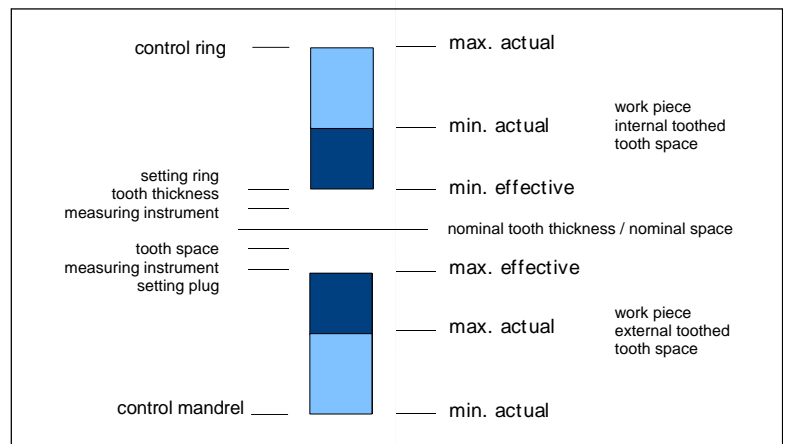 control ring
max. actual
min. actual
work piece
internal toothed
tooth space
setting ring
tooth thickness
measuring instrument
min. effective
nominal tooth thickness / nominal space
tooth space
measuring instrument
setting plug
max. effective
max. actual
work piece
external toothed
tooth space
control mandrel
min. actual